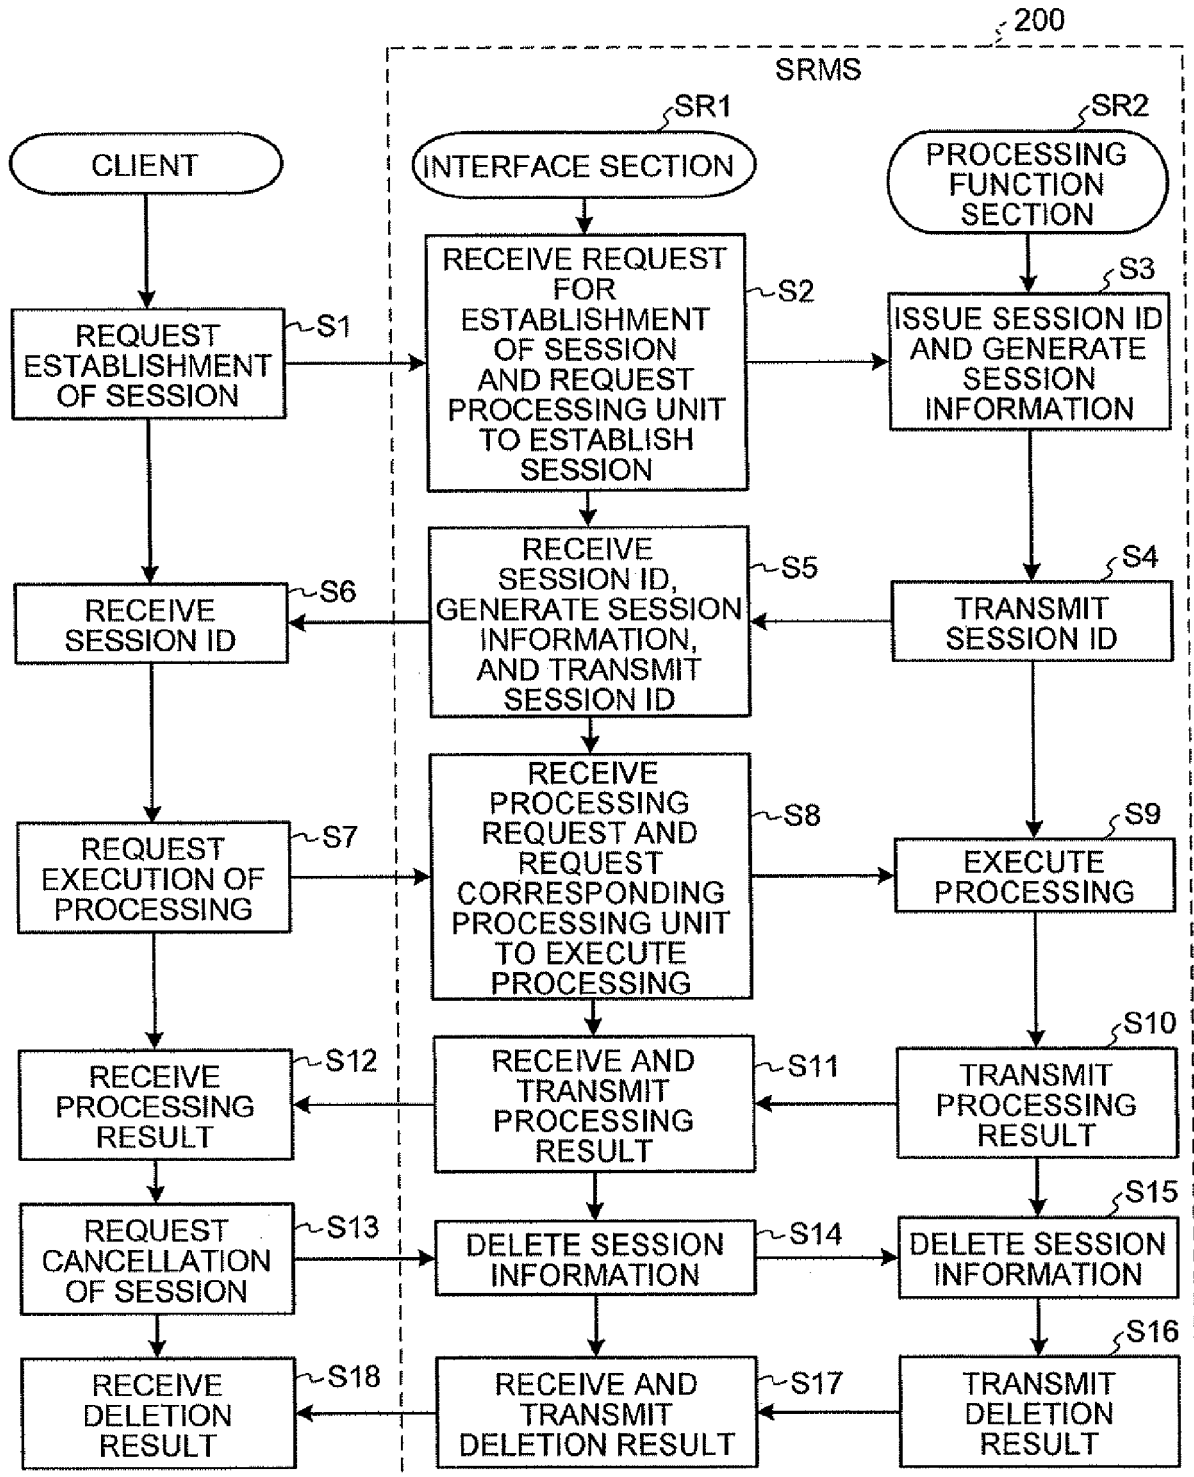 200
SRMS
CLIENT
SR1
INTERFACE SECTION
SR2
PROCESSING
FUNCTION
SECTION
S1
REQUEST
ESTABLISHMENT
OF SESSION
S2
RECEIVE REQUEST
FOR
ESTABLISHMENT
OF SESSION
AND REQUEST
PROCESSING UNIT
TO ESTABLISH
SESSION
S3
ISSUE SESSION ID
AND GENERATE
SESSION
INFORMATION
S6
RECEIVE
SESSION ID
S5
RECEIVE
SESSION ID,
GENERATE SESSION
INFORMATION,
AND TRANSMIT
SESSION ID
S4
TRANSMIT
SESSION ID
S7
REQUEST
EXECUTION OF
PROCESSING
S8
RECEIVE
PROCESSING
REQUEST AND
REQUEST
CORRESPONDING
PROCESSING UNIT
TO EXECUTE
PROCESSING
S9
EXECUTE
PROCESSING
S12
RECEIVE
PROCESSING
RESULT
S11
RECEIVE AND
TRANSMIT
PROCESSING
RESULT
S10
TRANSMIT
PROCESSING
RESULT
S13
REQUEST
CANCELLATION
OF SESSION
S14
DELETE SESSION
INFORMATION
S15
DELETE SESSION
INFORMATION
S18
RECEIVE
DELETION
RESULT
S17
RECEIVE AND
TRANSMIT
DELETION RESULT
S16
TRANSMIT
DELETION
RESULT